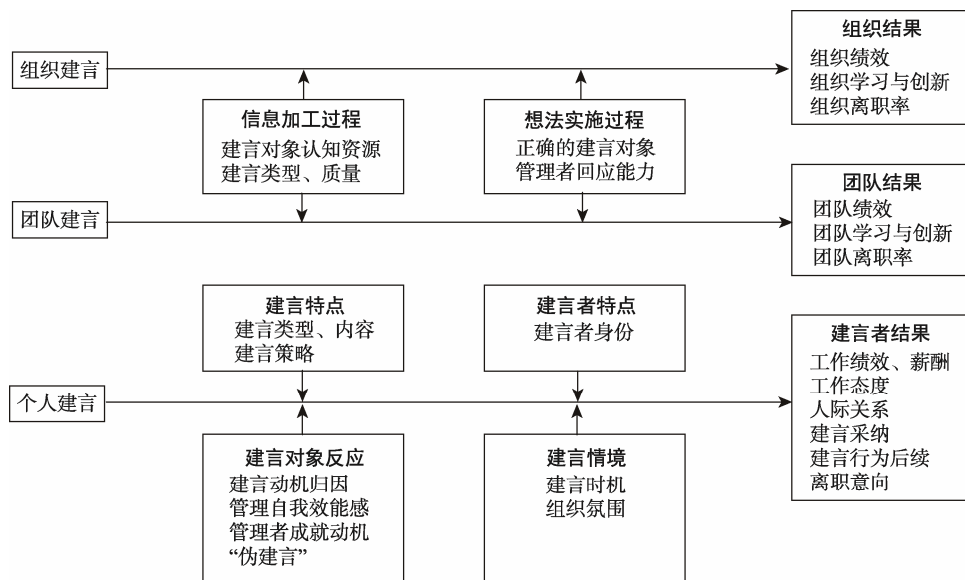 组织建言
信息加工过程
建言对象认知资源
建言类型、质量
想法实施过程
正确的建言对象
管理者回应能力
组织结果
组织绩效
组织学习与创新
组织离职率
团队建言
团队结果
团队绩效
团队学习与创新
团队离职率
建言特点
建言类型、内容
建言策略
建言者特点
建言者身份
个人建言
建言对象反应
建言动机归因
管理自我效能感
管理者成就动机
“伪建言”
建言情境
建言时机
组织氛围
建言者结果
工作绩效、薪酬
工作态度
人际关系
建言采纳
建言行为后续
离职意向